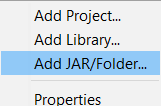 Add Project...
Add Library...
Add JAR/Folder...
Properties